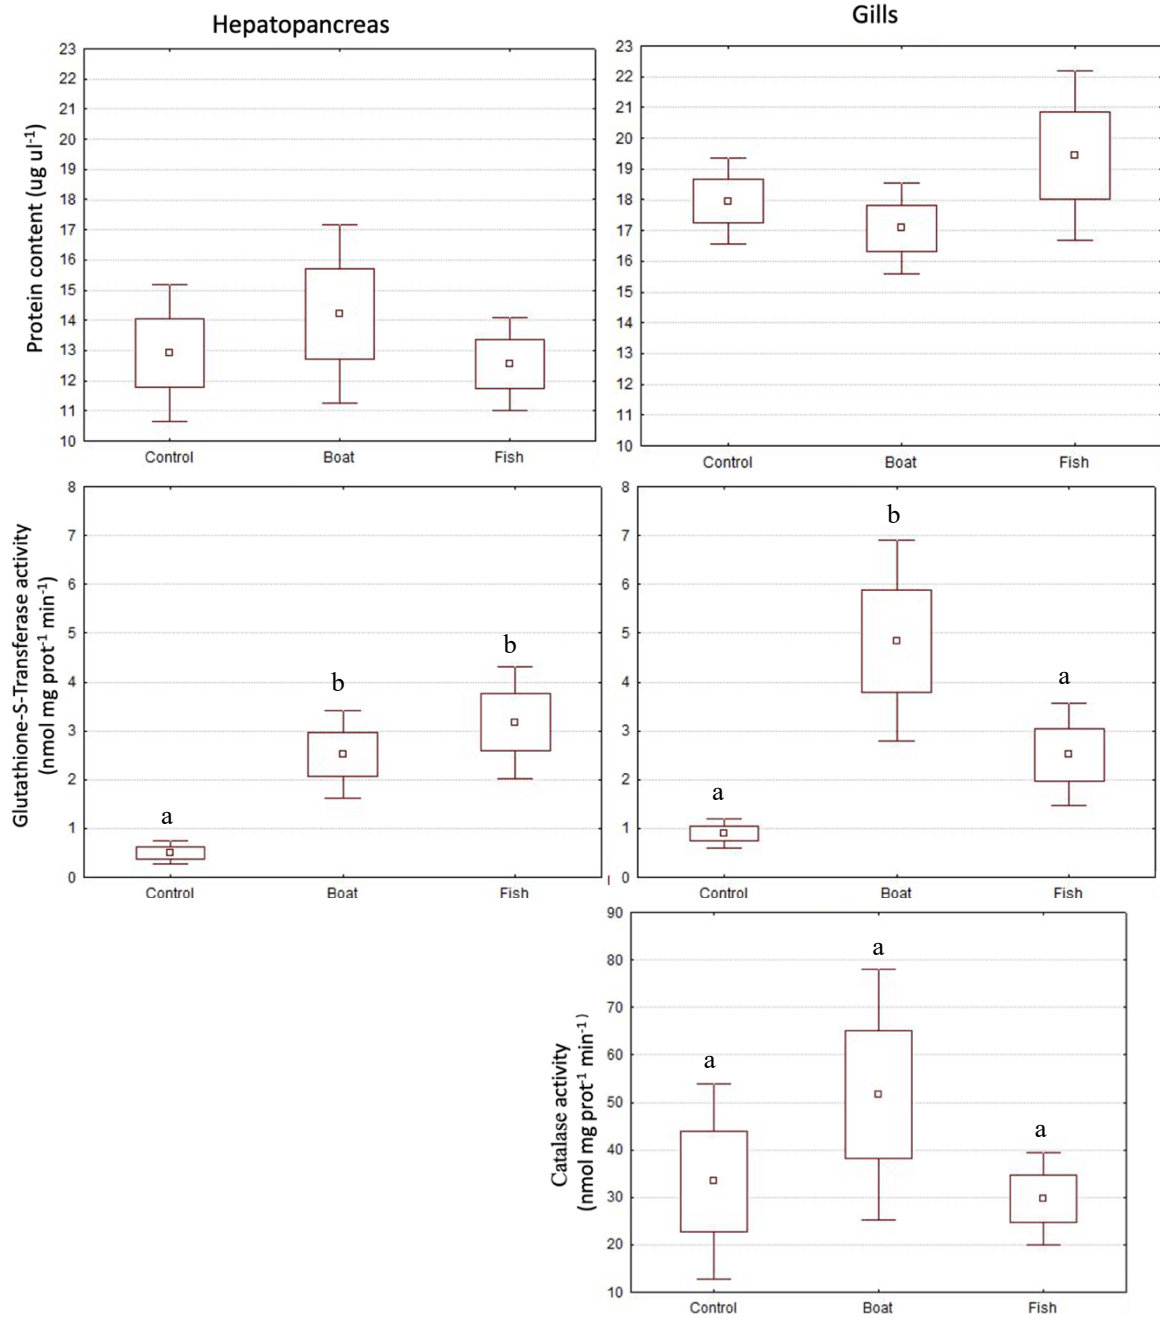 Hepatopancreas
Gills
Protein content (ug ul-1)
23
22
21
20
19
18
17
16
15
14
13
12
11
10
Control Boat Fish
23
22
21
20
19
18
17
16
15
14
13
12
11
10
Control Boat Fish
Glutathione-S-Transferase activity
(nmol mg prot-1 min-1)
8
7
6
5
4
3
2
1
0
a
b
b
Control Boat Fish
8
7
6
5
4
3
2
1
0
a
b
a
Control Boat Fish
Catalase activity
(nmol mg prot-1 min-1)
90
80
70
60
50
40
30
20
10
a
a
a
Control Boat Fish